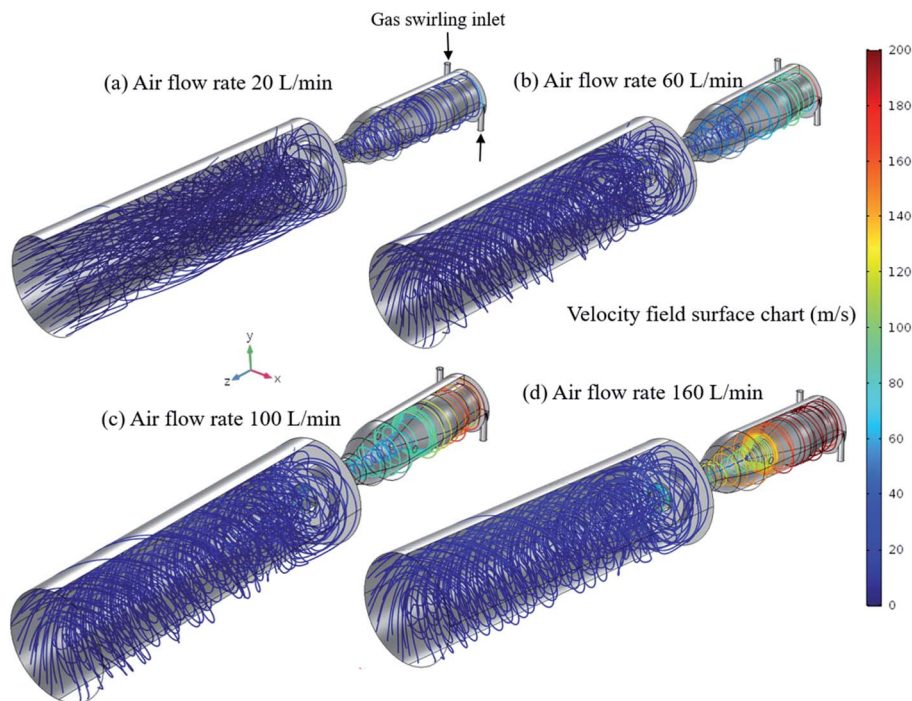 Gas swirling inlet
(a) Air flow rate 20 L/min
(b) Air flow rate 60 L/min
200
180
160
140
120
Velocity field surface chart (m/s)
100
80
60
40
20
0
y
z
x
(c) Air flow rate 100 L/min
(d) Air flow rate 160 L/min